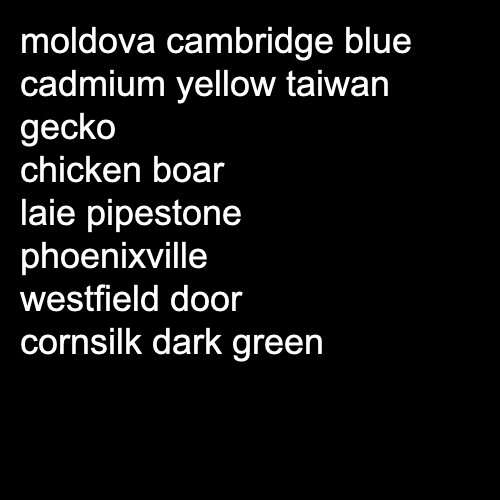 moldova cambridge blue
cadmium yellow taiwan
gecko
chicken boar
laie pipestone
phoenixville
westfield door
cornsilk dark green